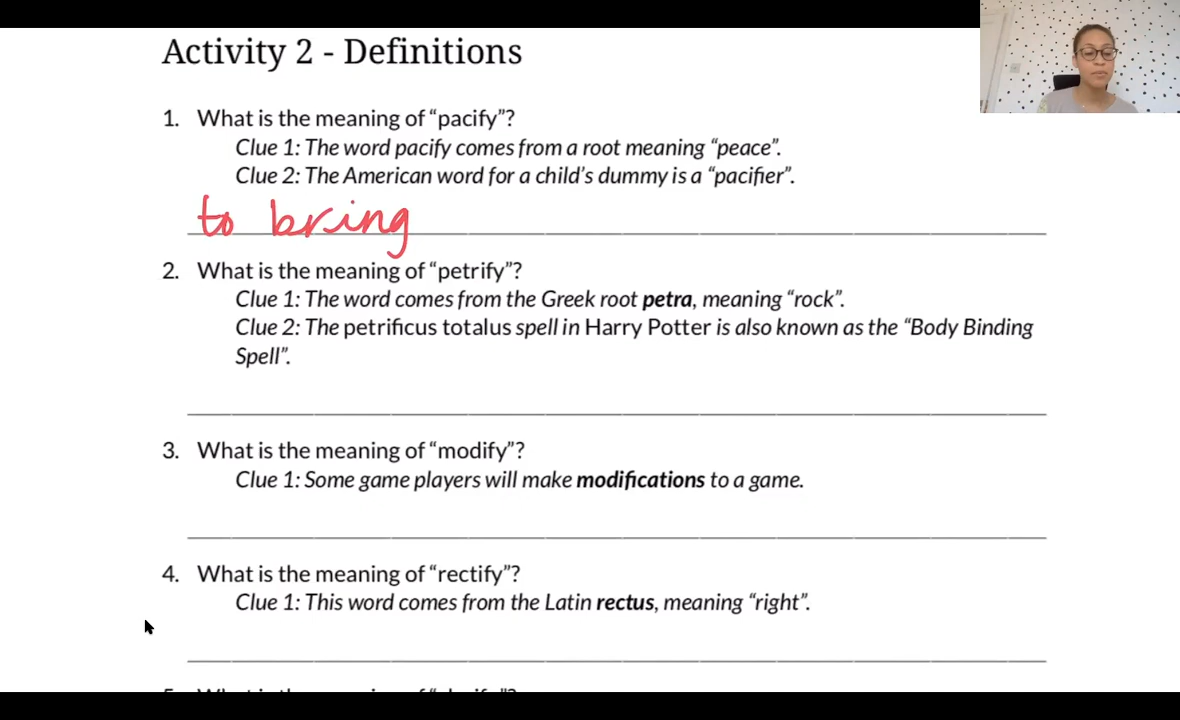 Activity 2 - Definitions
1. What is the meaning of “pacify”?
Clue 1: The word pacify comes from a root meaning “peace”.
Clue 2: The American word for a child’s dummy is a “pacifier”.
to bring
2. What is the meaning of “petrify”?
Clue 1: The word comes from the Greek root petra, meaning “rock”.
Clue 2: The petrificus totalus spell in Harry Potter is also known as the “Body Binding
Spell”.
3. What is the meaning of “modify”?
Clue 1: Some game players will make modifications to a game.
4. What is the meaning of “rectify”?
Clue 1: This word comes from the Latin rectus, meaning “right”.